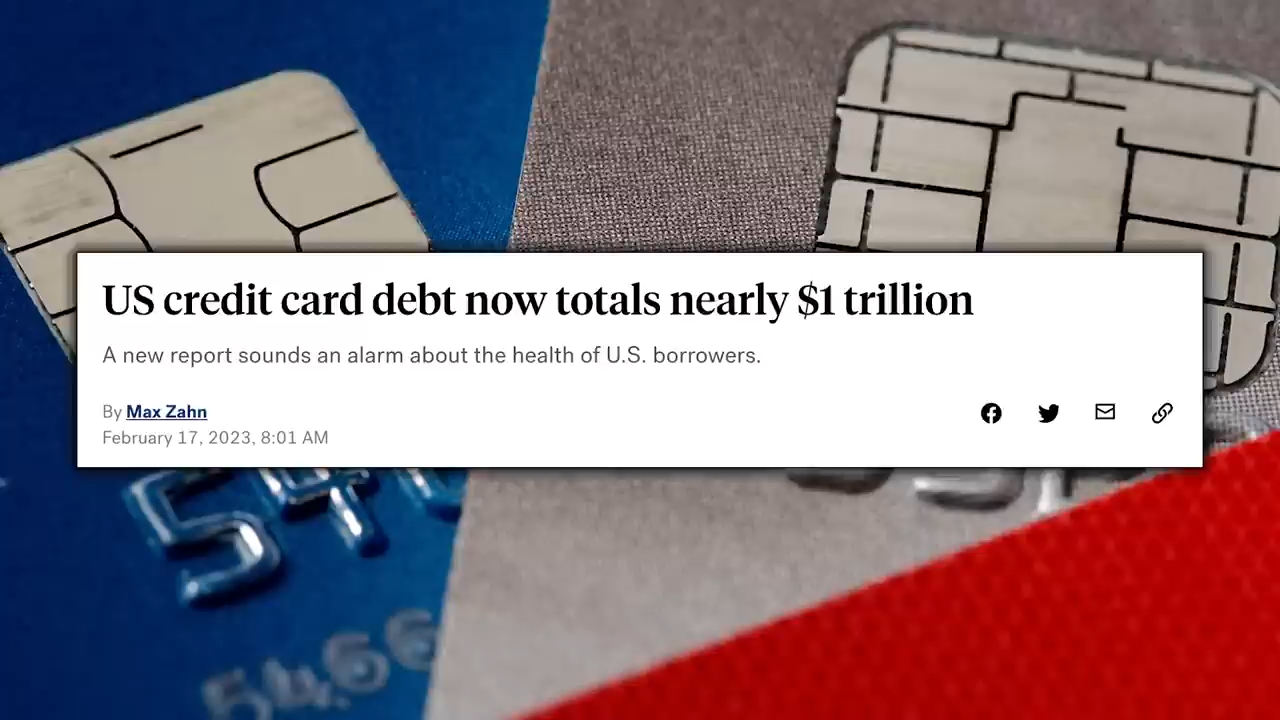 US credit card debt now totals nearly $1 trillion
A new report sounds an alarm about the health of U.S. borrowers.
By Max Zahn
February 17, 2023, 8:01 AM
5466